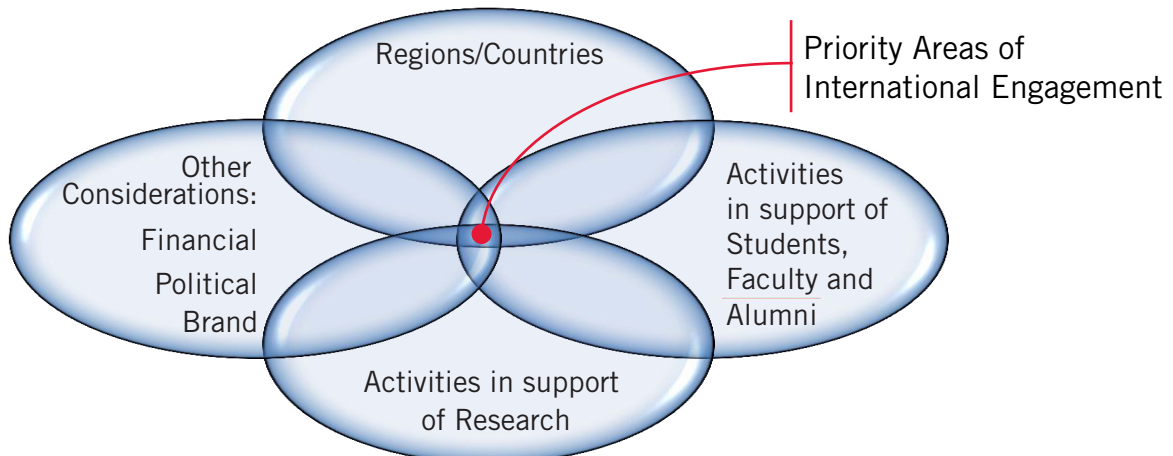 Regions/Countries
Priority Areas of
International Engagement
Other
Considerations:
Financial
Political
Brand
Activities
in support of
Students,
Faculty and
Alumni
Activities in support
of Research